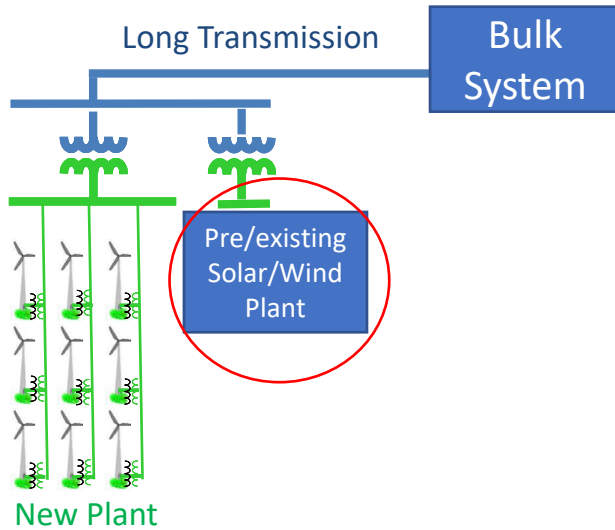 Long Transmission
Bulk
System
Pre/existing
Solar/Wind
Plant
New Plant